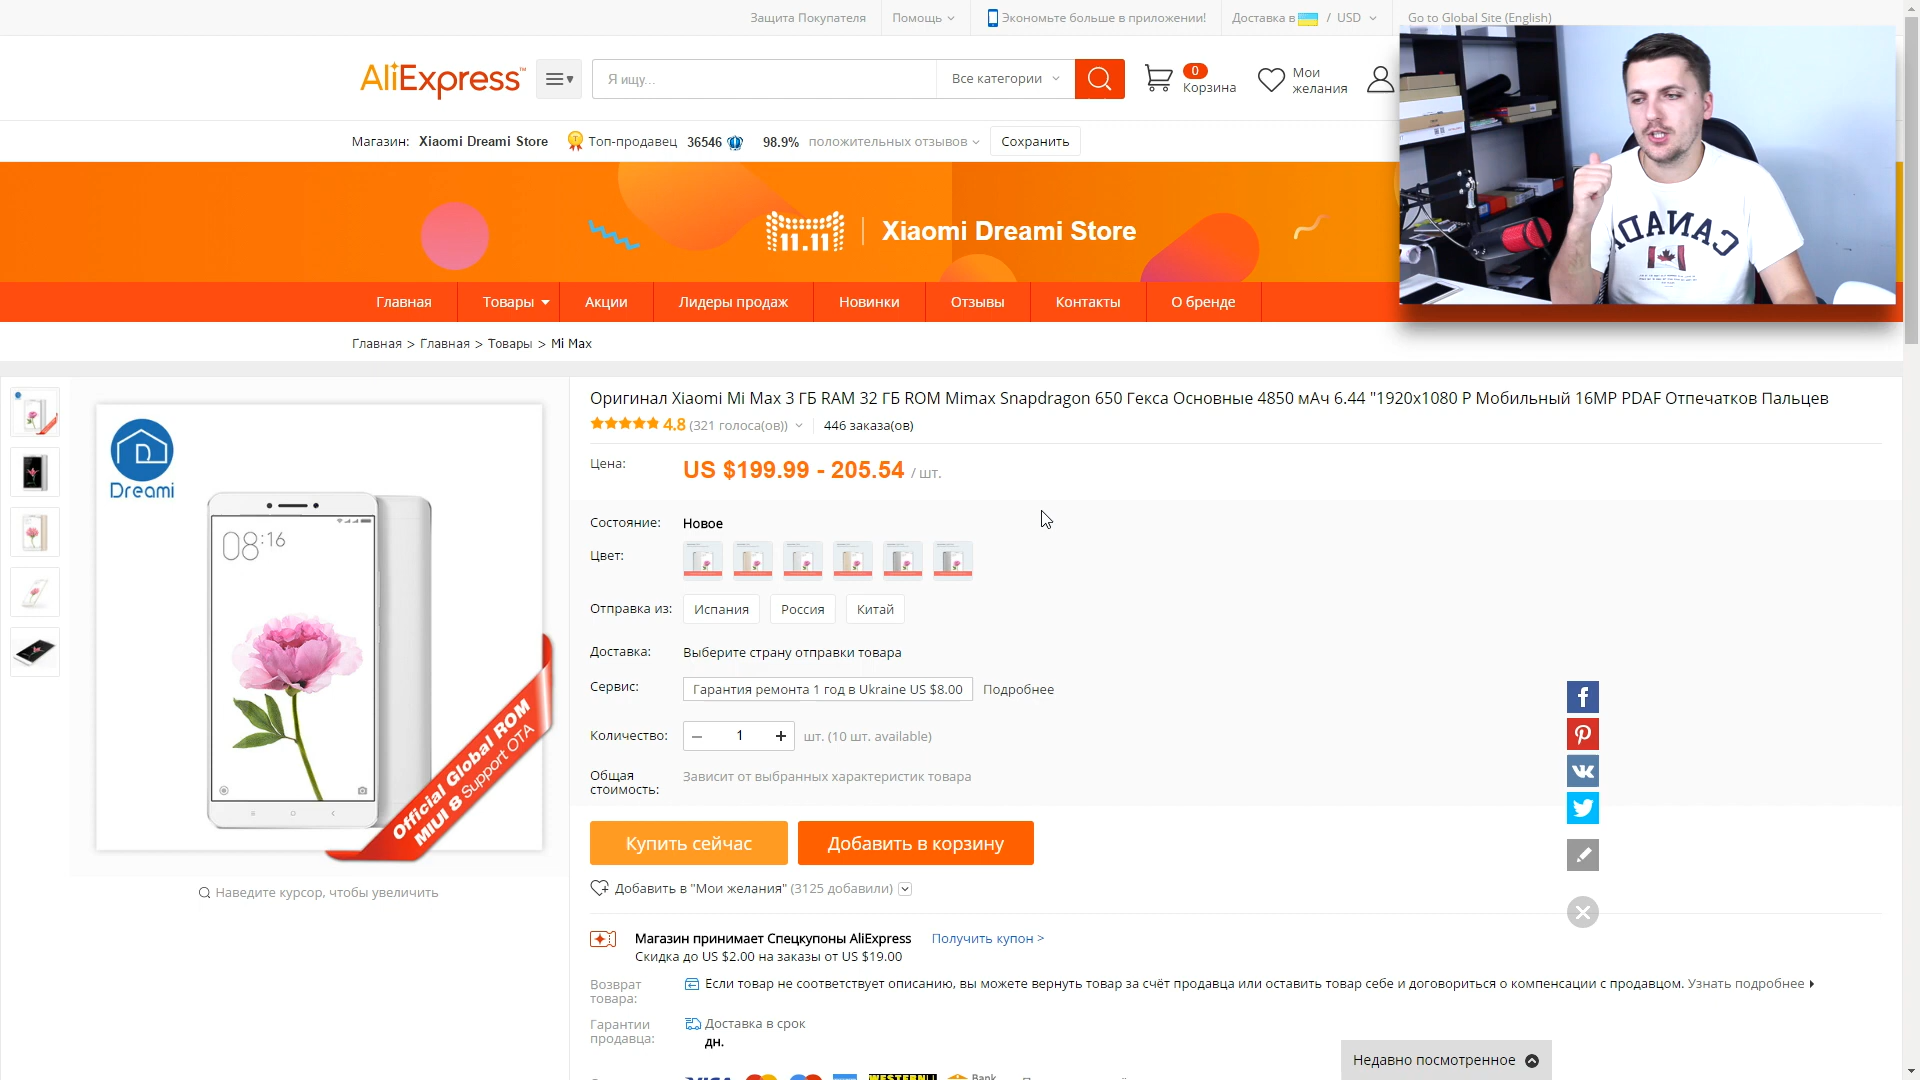 Защита Покупателя
Помощь
Экономьте больше в приложении!
Доставка в / USD
Go to Global Site (English)
AliExpress™
Я ищу...
Все категории
0
Корзина
Мои желания
Магазин: Xiaomi Dreami Store
Топ-продавец 36546
98.9% положительных отзывов
Сохранить
11.11
Xiaomi Dreami Store
CANADA
Главная
Товары
Акции
Лидеры продаж
Новинки
Отзывы
Контакты
О бренде
Главная > Главная > Товары > Mi Max
Оригинал Xiaomi Mi Max 3 ГБ RAM 32 ГБ ROM Mimax Snapdragon 650 Гекса Основные 4850 мАч 6.44 "1920x1080 P Мобильный 16MP PDAF Отпечатков Пальцев
4.8 (321 голоса(ов)) 446 заказа(ов)
Цена: US $199.99 - 205.54 / шт.
Dreami
08:16
Official Global ROM
MIUI 8 Support OTA
Наведите курсор, чтобы увеличить
Состояние: Новое
Цвет:
Отправка из: Испания Россия Китай
Доставка: Выберите страну отправки товара
Сервис: Гарантия ремонта 1 год в Ukraine US $8.00 Подробнее
Количество: – 1 + шт. (10 шт. available)
Общая стоимость: Зависит от выбранных характеристик товара
Купить сейчас
Добавить в корзину
Добавить в "Мои желания" (3125 добавили)
Магазин принимает Спецкупоны AliExpress Получить купон >
Скидка до US $2.00 на заказы от US $19.00
Возврат товара: Если товар не соответствует описанию, вы можете вернуть товар за счёт продавца или оставить товар себе и договориться о компенсации с продавцом. Узнать подробнее
Гарантии продавца: Доставка в срок
дн.
VISA
WESTERN
Bank
Недавно посмотренное